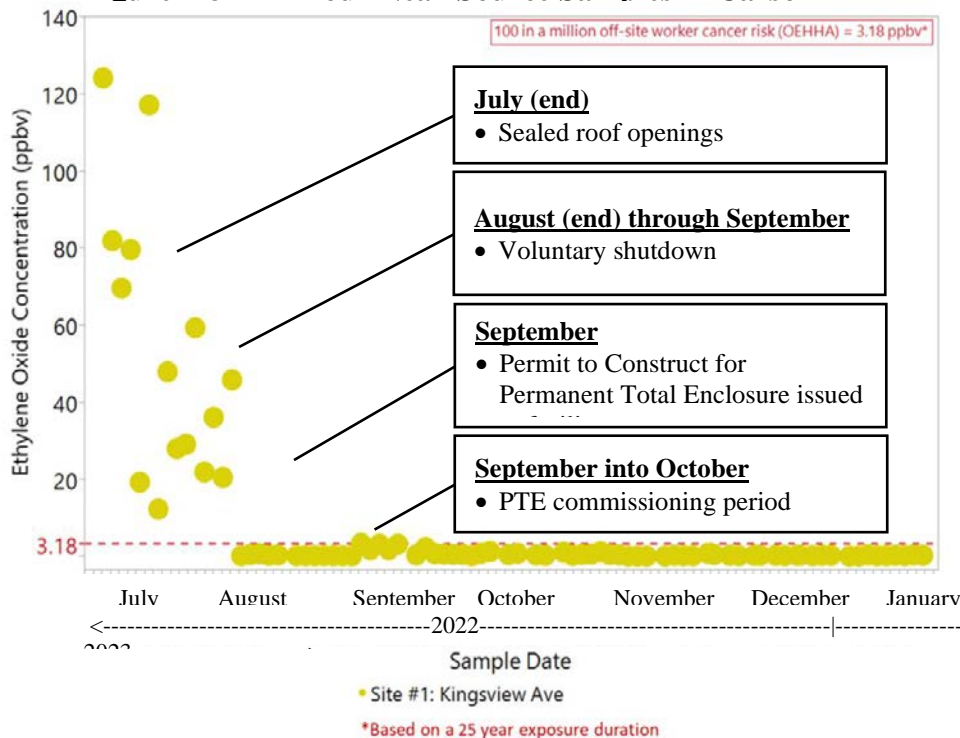 140
100 in a million off-site worker cancer risk (OEHHA) = 3.18 ppbv*
120
100
80
60
40
20
3.18
Ethylene Oxide Concentration (ppbv)
July (end)
• Sealed roof openings
August (end) through September
• Voluntary shutdown
September
• Permit to Construct for
Permanent Total Enclosure issued
September into October
• PTE commissioning period
July August September October November December January
<-----------------------------------2022-----------------------------------|-----------------
2023
Sample Date
Site #1: Kingsview Ave
*Based on a 25 year exposure duration